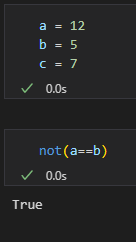 a = 12
b = 5
c = 7
0.0s
not(a==b)
0.0s
True